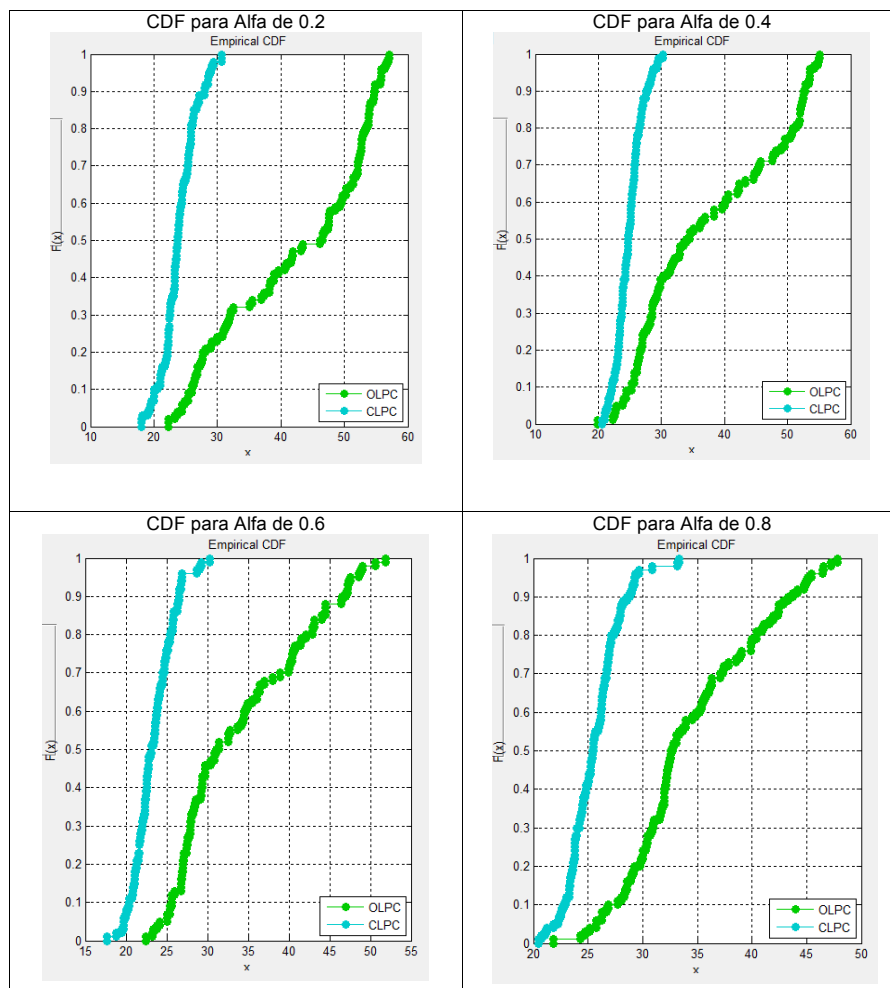 CDF para Alfa de 0.2
Empirical CDF
1
0.9
0.8
0.7
0.6
0.5
0.4
0.3
0.2
0.1
0
F(x)
10 20 30 40 50 60
x
OLPC
CLPC
CDF para Alfa de 0.4
Empirical CDF
1
0.9
0.8
0.7
0.6
0.5
0.4
0.3
0.2
0.1
0
F(x)
10 20 30 40 50 60
x
OLPC
CLPC
CDF para Alfa de 0.6
Empirical CDF
1
0.9
0.8
0.7
0.6
0.5
0.4
0.3
0.2
0.1
0
F(x)
15 20 25 30 35 40 45 50 55
x
OLPC
CLPC
CDF para Alfa de 0.8
Empirical CDF
1
0.9
0.8
0.7
0.6
0.5
0.4
0.3
0.2
0.1
0
F(x)
20 25 30 35 40 45 50
x
OLPC
CLPC